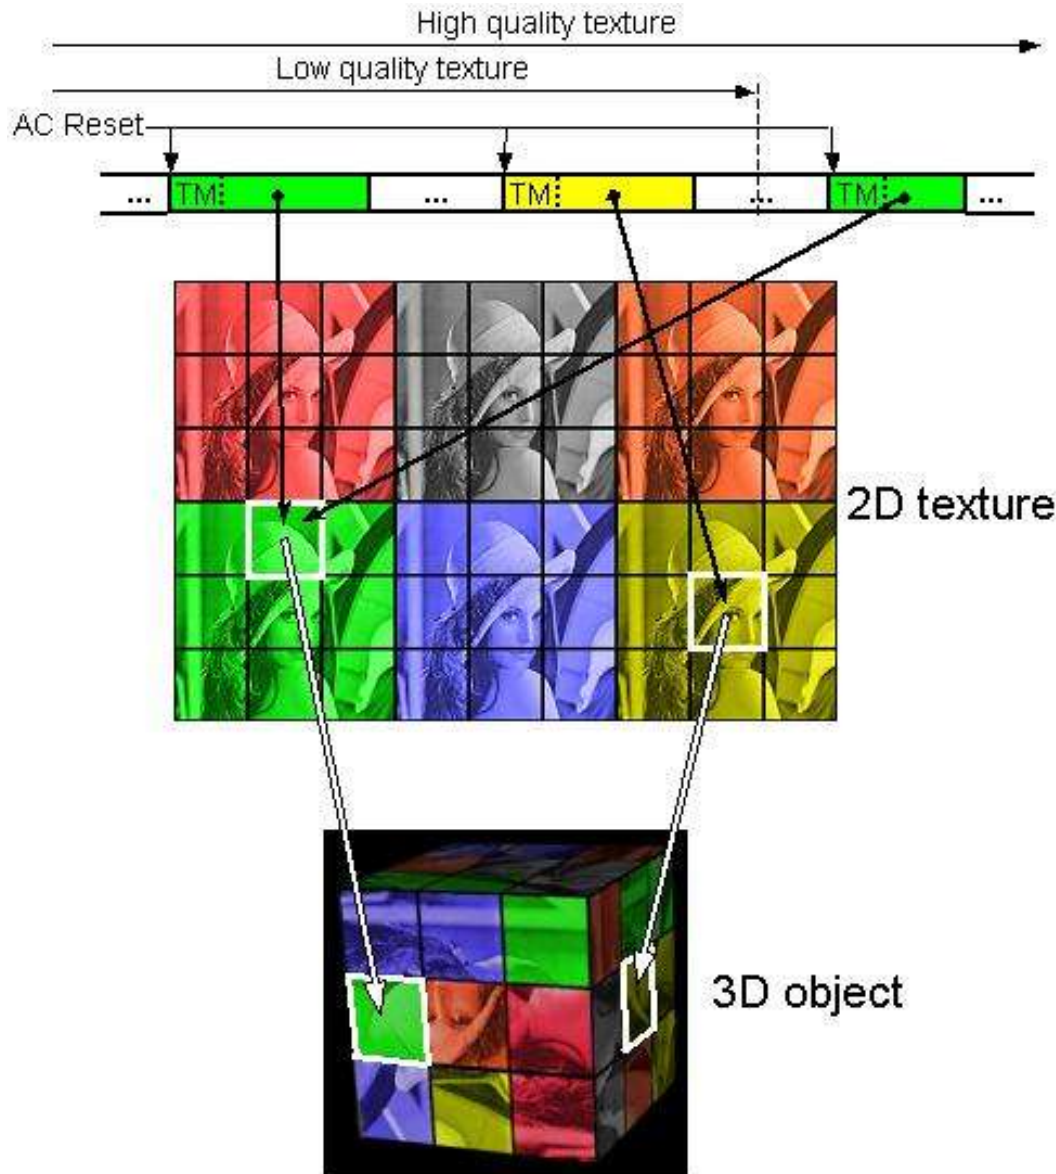 High quality texture
Low quality texture
AC Reset
... TM ... TM ... TM ...
2D texture
3D object